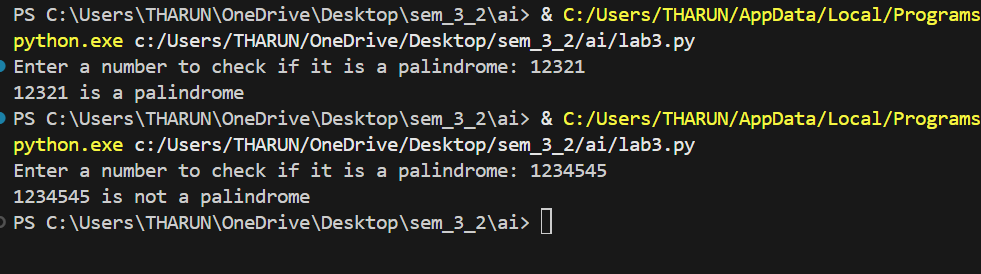 PS C:\Users\THARUN\OneDrive\Desktop\sem_3_2\ai> & C:/Users/THARUN/AppData/Local/Programs
python.exe c:/Users/THARUN/OneDrive/Desktop/sem_3_2/ai/lab3.py
Enter a number to check if it is a palindrome: 12321
12321 is a palindrome
PS C:\Users\THARUN\OneDrive\Desktop\sem_3_2\ai> & C:/Users/THARUN/AppData/Local/Programs
python.exe c:/Users/THARUN/OneDrive/Desktop/sem_3_2/ai/lab3.py
Enter a number to check if it is a palindrome: 1234545
1234545 is not a palindrome
PS C:\Users\THARUN\OneDrive\Desktop\sem_3_2\ai>